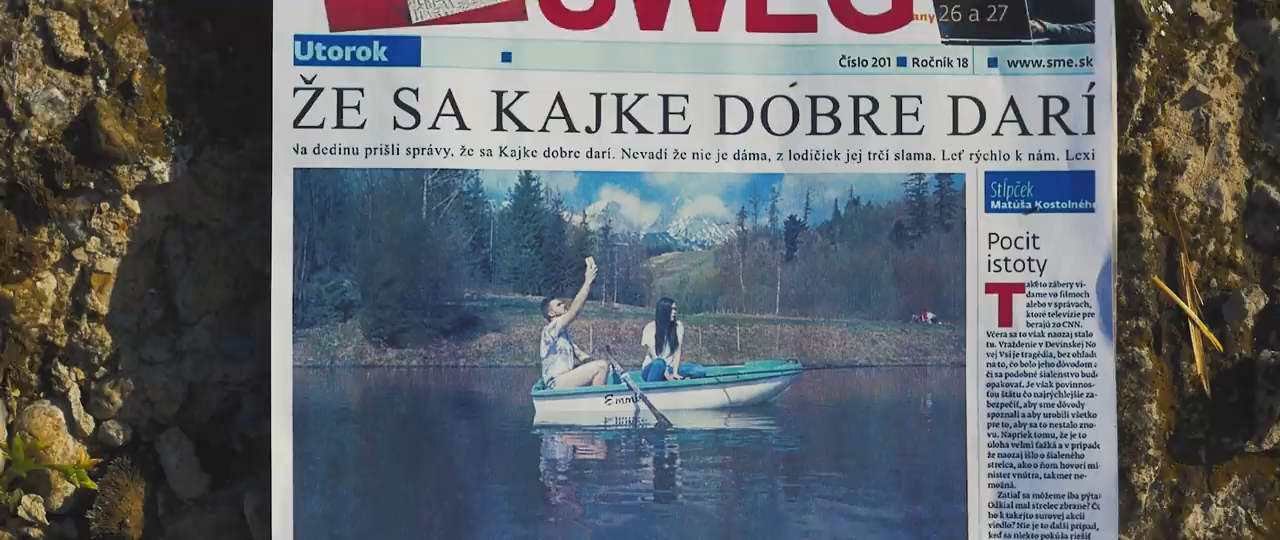 SWEG
any 26 a 27
Utorok
Číslo 201 Ročník 18 www.sme.sk
ŽE SA KAJKE DOBRE DARÍ
Na dedinu prišli správy, že sa Kajke dobre darí. Nevadí že nie je dáma, z lodičiek jej trčí slama. Leť rýchlo k nám. Lexi
Stĺpček
Matúša Kostolného
Pocit
istoty
Takéto zábery ví-
dame vo filmoch
alebo v správach,
ktoré televízie pre
berajú zo CNN.
Včera sa to však naozaj stalo
tu. Vraždenie v Devínskej No
vej Vsi je tragédia, bez ohľadu
na to, čo bolo jeho dôvodom a
či sa podobné šialenstvo bude
opakovať. Je však povinnos-
ťou štátu čo najrýchlejšie za-
bezpečiť, aby sme dôvody
spoznali a aby urobili všetko
pre to, aby sa to nestalo zno-
vu. Napriek tomu, že je to
úloha veľmi ťažká a v prípade
že naozaj išlo o šialeného
strelca, ako o ňom hovorí mi-
nister vnútra, takmer ne-
možná.
Zatiaľ sa môžeme iba pýta
Odkiaľ mal strelec zbrane? Čo
ho k takejto surovej akcii
viedlo? Nie je to ďalší prípad,
keď sa niekto pokúša riešiť